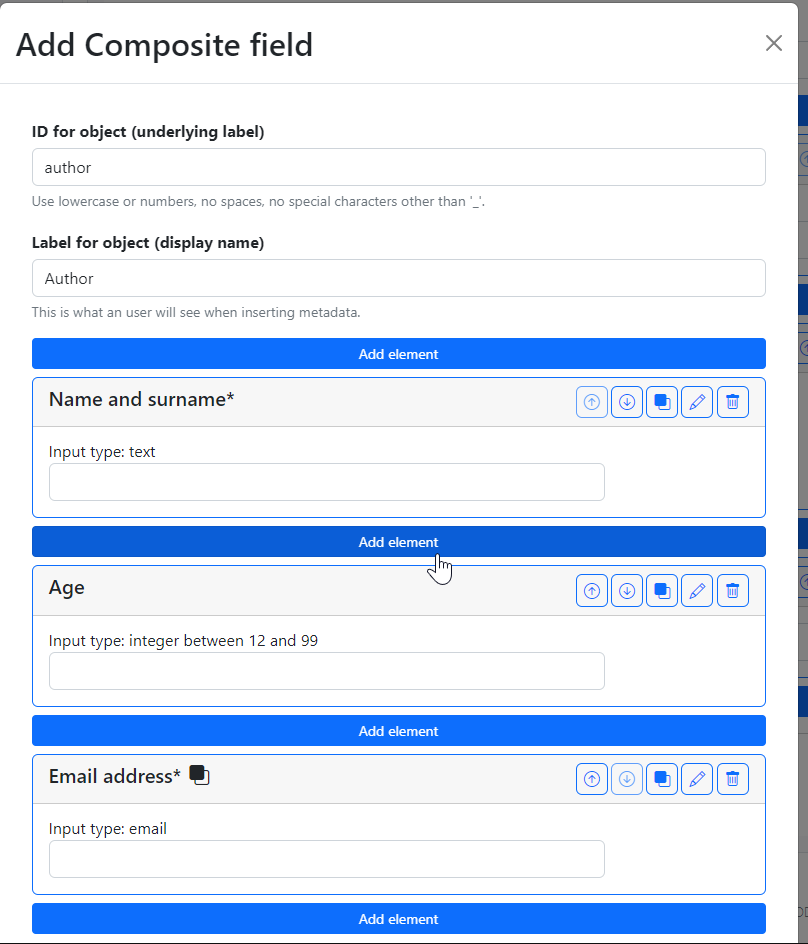 Add Composite field
ID for object (underlying label)
author
Use lowercase or numbers, no spaces, no special characters other than '_'.
Label for object (display name)
Author
This is what an user will see when inserting metadata.
Add element
Name and surname*
Input type: text
Add element
Age
Input type: integer between 12 and 99
Add element
Email address*
Input type: email
Add element